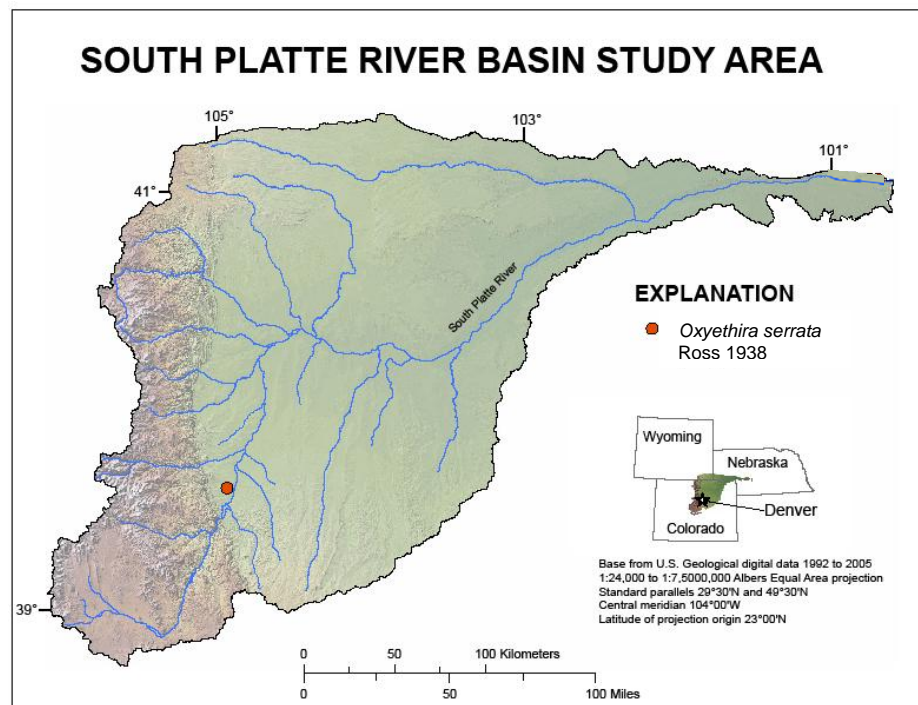 SOUTH PLATTE RIVER BASIN STUDY AREA
105°
103°
101°
41°
South Platte River
EXPLANATION
Oxyethira serrata
Ross 1938
Wyoming
Nebraska
Denver
Colorado
Base from U.S. Geological digital data 1992 to 2005
1:24,000 to 1:7,5000,000 Albers Equal Area projection
Standard parallels 29°30'N and 49°30'N
Central meridian 104°00'W
Latitude of projection origin 23°00'N
39°
0 50 100 Kilometers
0 50 100 Miles